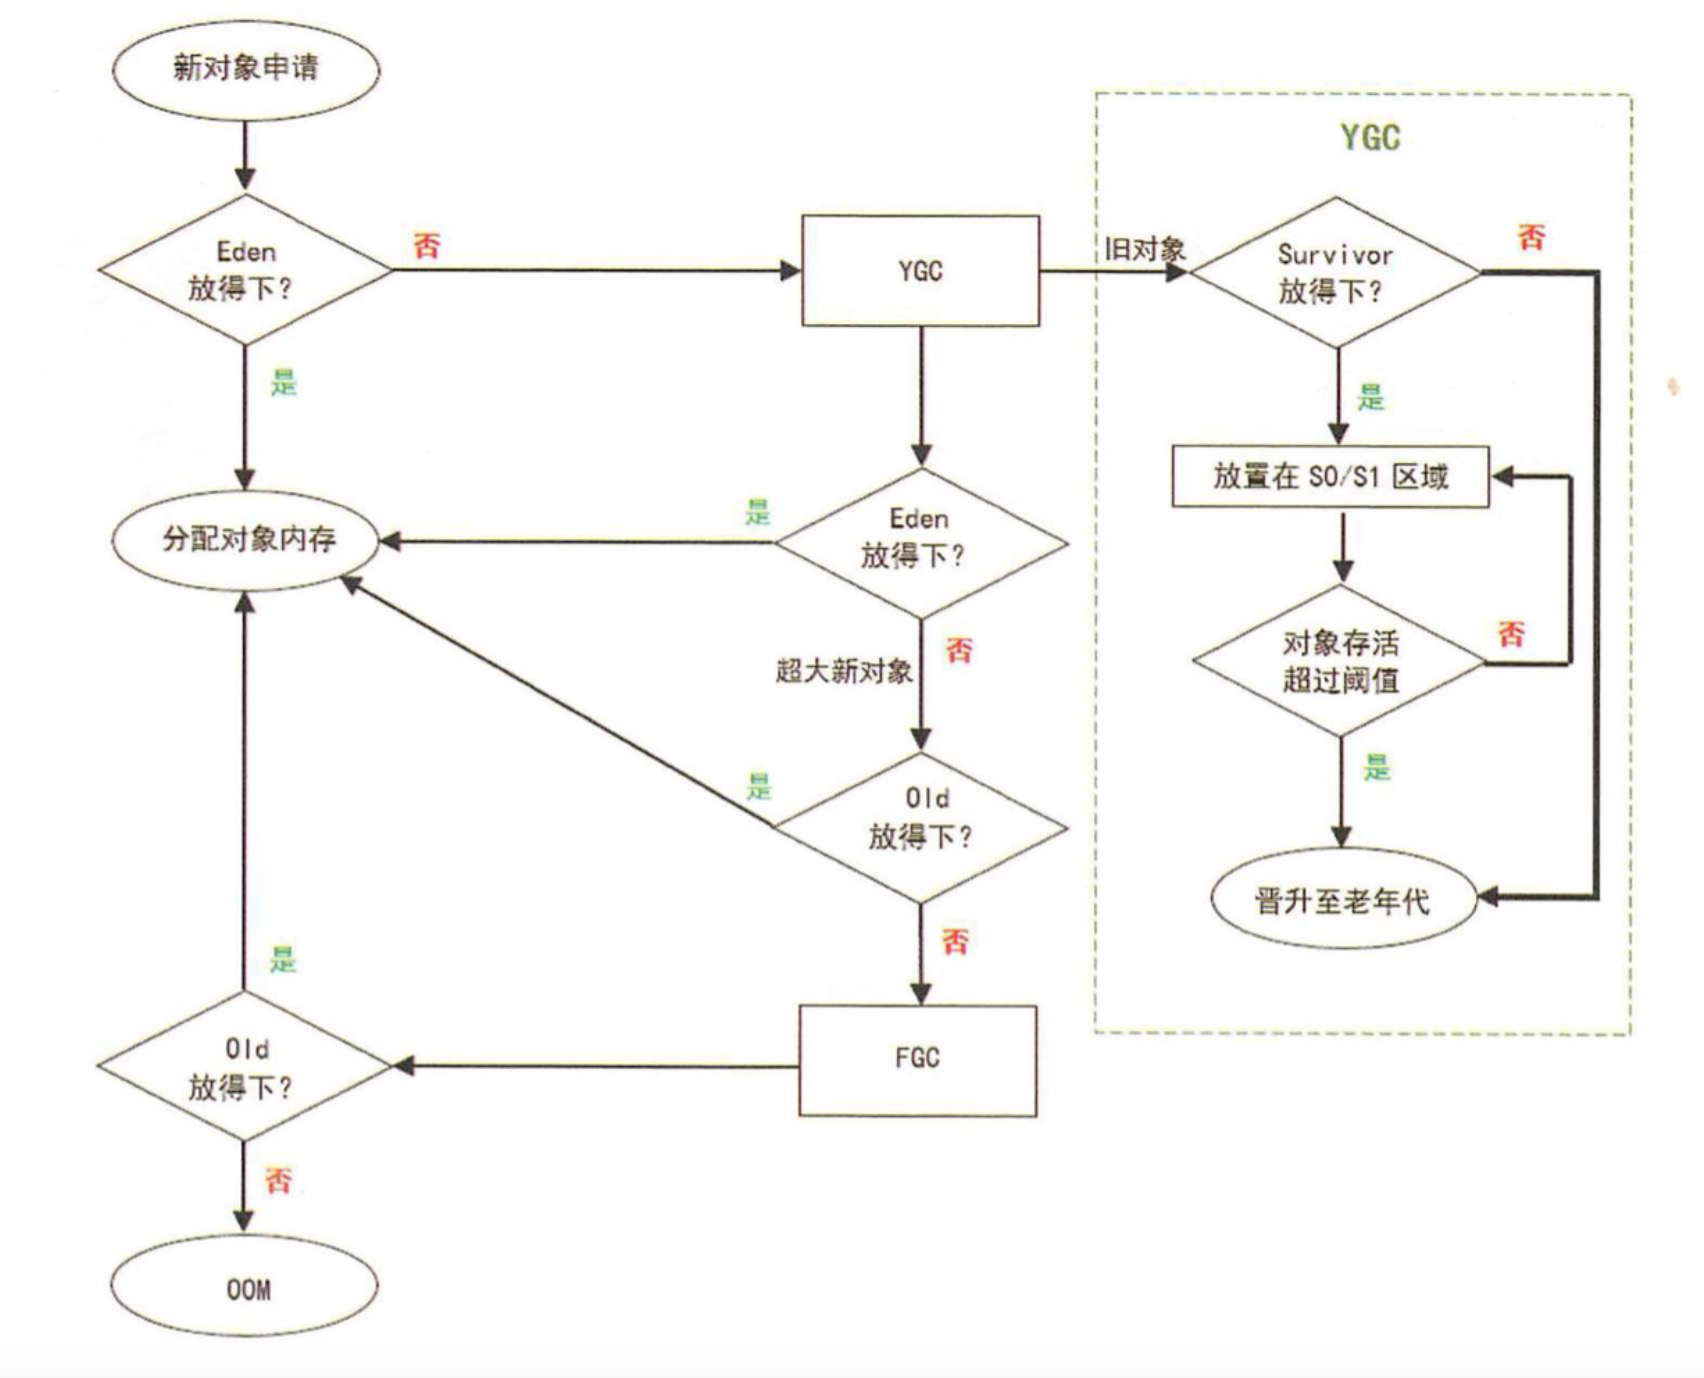 新对象申请
YGC
Eden
放得下?
否
YGC
旧对象
Survivor
放得下?
否
是
是
放置在 S0/S1 区域
分配对象内存
是
Eden
放得下?
否
超大新对象
对象存活
超过阈值
否
是
是
Old
放得下?
晋升至老年代
否
是
Old
放得下?
FGC
否
OOM